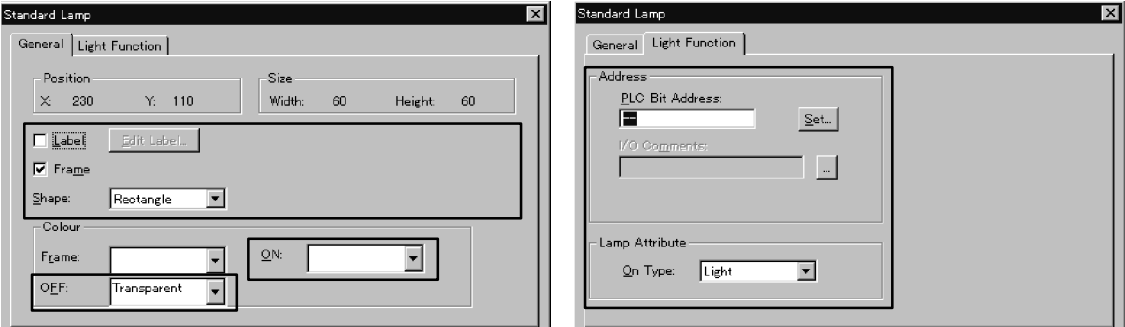 Standard Lamp
General Light Function
Position
X: 230 Y: 110
Size
Width: 60 Height: 60
Label Edit Label...
Frame
Shape: Rectangle
Colour
Frame:
ON:
OFF: Transparent
Standard Lamp
General Light Function
Address
PLC Bit Address:
--
Set...
I/O Comments:
...
Lamp Attribute
On Type: Light